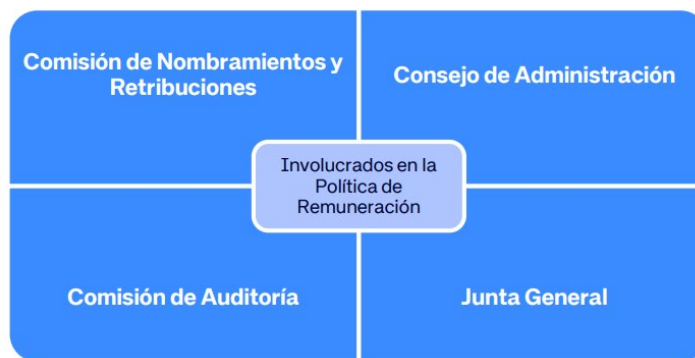 Comisión de Nombramientos y
Retribuciones
Consejo de Administración
Involucrados en la
Política de
Remuneración
Comisión de Auditoría
Junta General